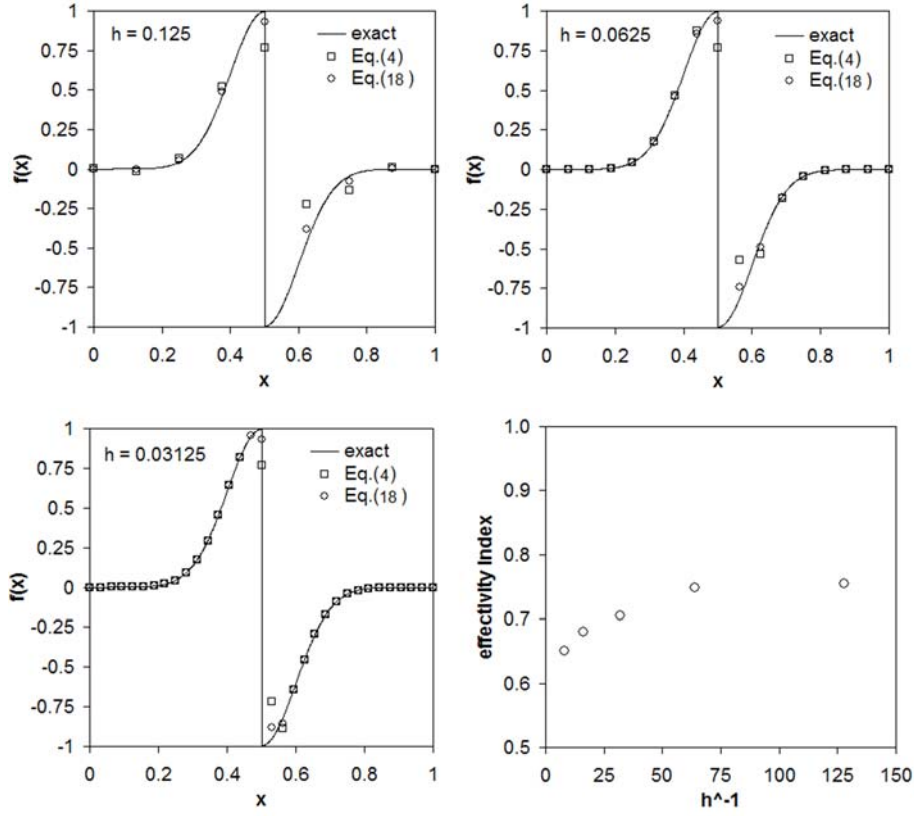 1
0.75
0.5
0.25
0
-0.25
-0.5
-0.75
-1
f(x)
h = 0.125
exact
Eq.(4)
Eq.(18 )
0 0.2 0.4 0.6 0.8 1
x
1
0.75
0.5
0.25
0
-0.25
-0.5
-0.75
-1
f(x)
h = 0.0625
exact
Eq.(4)
Eq.(18 )
0 0.2 0.4 0.6 0.8 1
x
1
0.75
0.5
0.25
0
-0.25
-0.5
-0.75
-1
f(x)
h = 0.03125
exact
Eq.(4)
Eq.(18 )
0 0.2 0.4 0.6 0.8 1
x
1.0
0.9
0.8
0.7
0.6
0.5
effectivity Index
0 25 50 75 100 125 150
h^-1